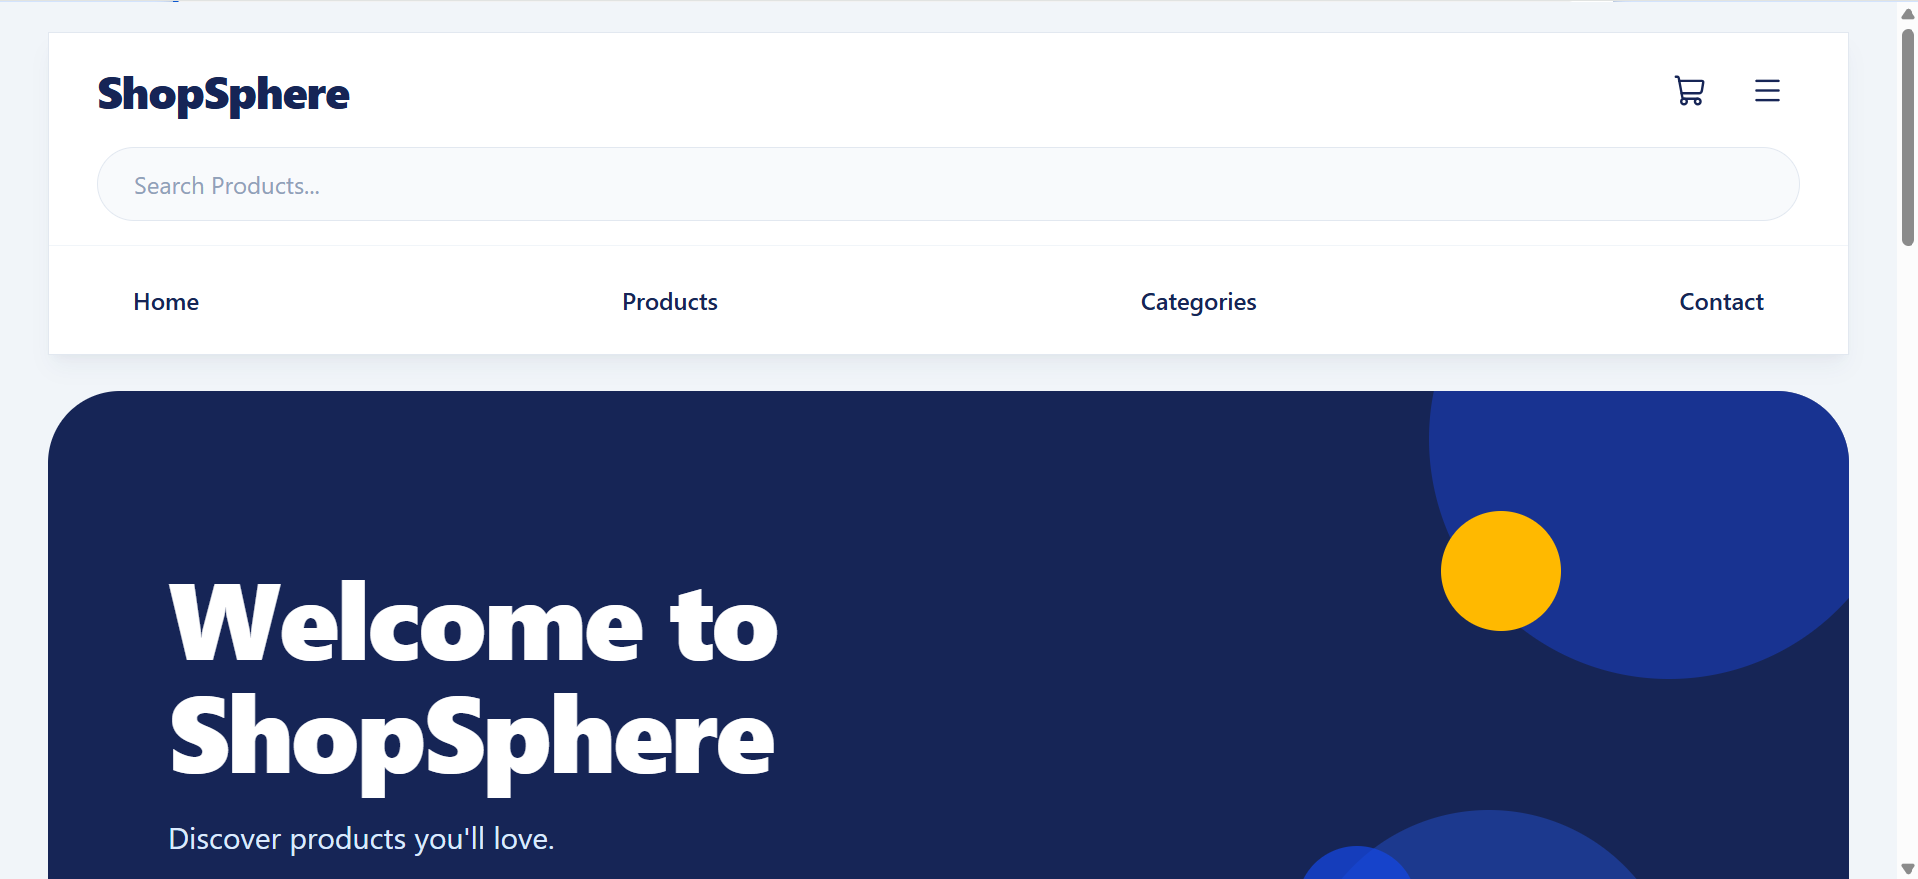 ShopSphere
Search Products...
Home Products Categories Contact
Welcome to
ShopSphere
Discover products you'll love.